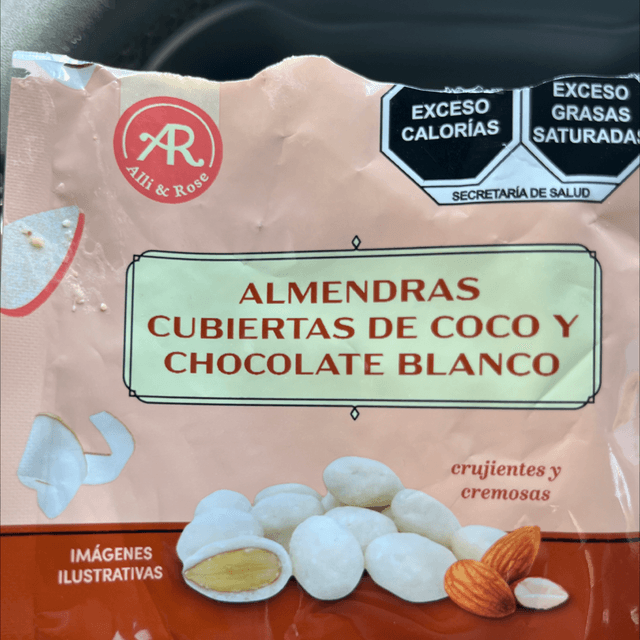 AR
Alli & Rose
EXCESO
CALORÍAS
EXCESO
GRASAS
SATURADAS
SECRETARÍA DE SALUD
ALMENDRAS
CUBIERTAS DE COCO Y
CHOCOLATE BLANCO
crujientes y
cremosas
IMÁGENES
ILUSTRATIVAS